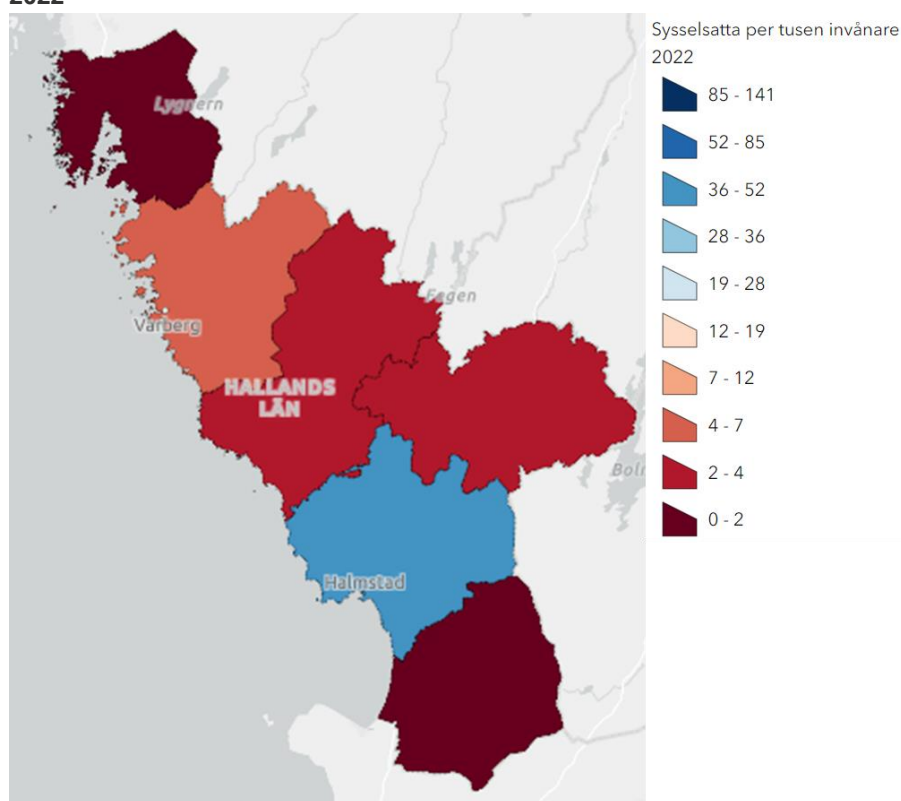 2022
Sysselsatta per tusen invånare
2022
85 - 141
52 - 85
36 - 52
28 - 36
19 - 28
12 - 19
7 - 12
4 - 7
2 - 4
0 - 2
Lygnern
Fegen
Varberg
HALLANDS
LÄN
Halmstad